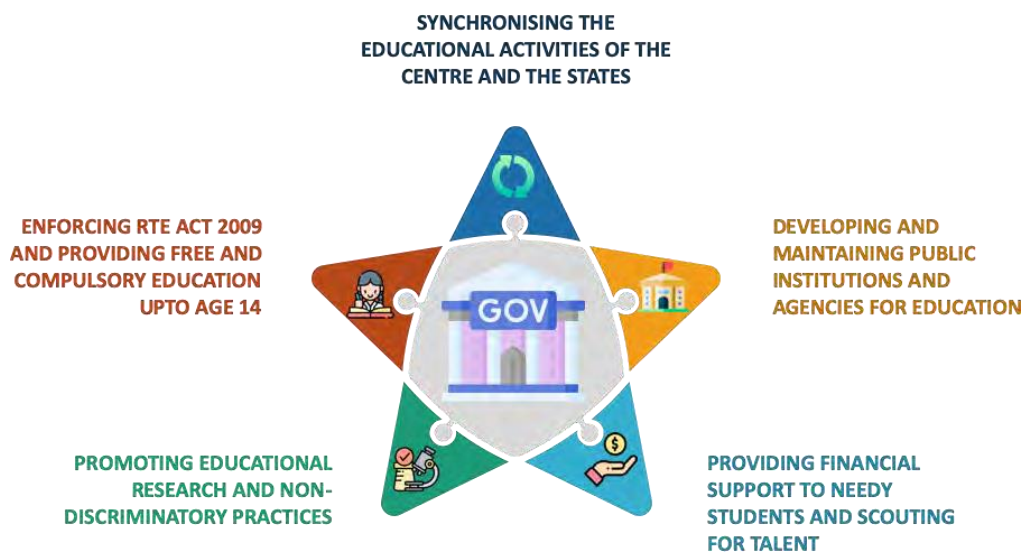 SYNCHRONISING THE
EDUCATIONAL ACTIVITIES OF THE
CENTRE AND THE STATES
ENFORCING RTE ACT 2009
AND PROVIDING FREE AND
COMPULSORY EDUCATION
UPTO AGE 14
DEVELOPING AND
MAINTAINING PUBLIC
INSTITUTIONS AND
AGENCIES FOR EDUCATION
GOV
$
PROMOTING EDUCATIONAL
RESEARCH AND NON-
DISCRIMINATORY PRACTICES
PROVIDING FINANCIAL
SUPPORT TO NEEDY
STUDENTS AND SCOUTING
FOR TALENT